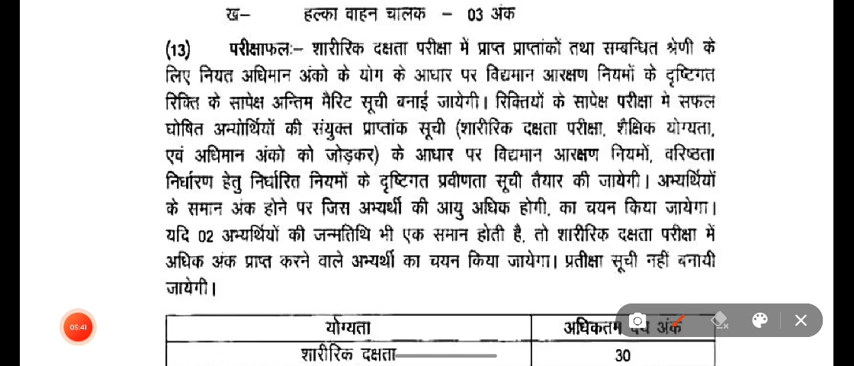 ख– हल्का वाहन चालक – 03 अंक
(13) परीक्षाफलः– शारीरिक दक्षता परीक्षा में प्राप्त प्राप्तांकों तथा सम्बन्धित श्रेणी के
लिए नियत अधिमान अंको के योग के आधार पर विद्यमान आरक्षण नियमों के दृष्टिगत
रिक्ति के सापेक्ष अन्तिम मैरिट सूची बनाई जायेगी। रिक्तियों के सापेक्ष परीक्षा मे सफल
घोषित अभ्यर्थियों की संयुक्त प्राप्तांक सूची (शारीरिक दक्षता परीक्षा, शैक्षिक योग्यता,
एवं अधिमान अंको को जोड़कर) के आधार पर विद्यमान आरक्षण नियमों, वरिष्ठता
निर्धारण हेतु निर्धारित नियमों के दृष्टिगत प्रवीणता सूची तैयार की जायेगी। अभ्यर्थियों
के समान अंक होने पर जिस अभ्यर्थी की आयु अधिक होगी, का चयन किया जायेगा।
यदि 02 अभ्यर्थियों की जन्मतिथि भी एक समान होती है, तो शारीरिक दक्षता परीक्षा में
अधिक अंक प्राप्त करने वाले अभ्यर्थी का चयन किया जायेगा। प्रतीक्षा सूची नहीं बनायी
जायेगी।
05:41
योग्यता अधिकतम अंक
शारीरिक दक्षता 30